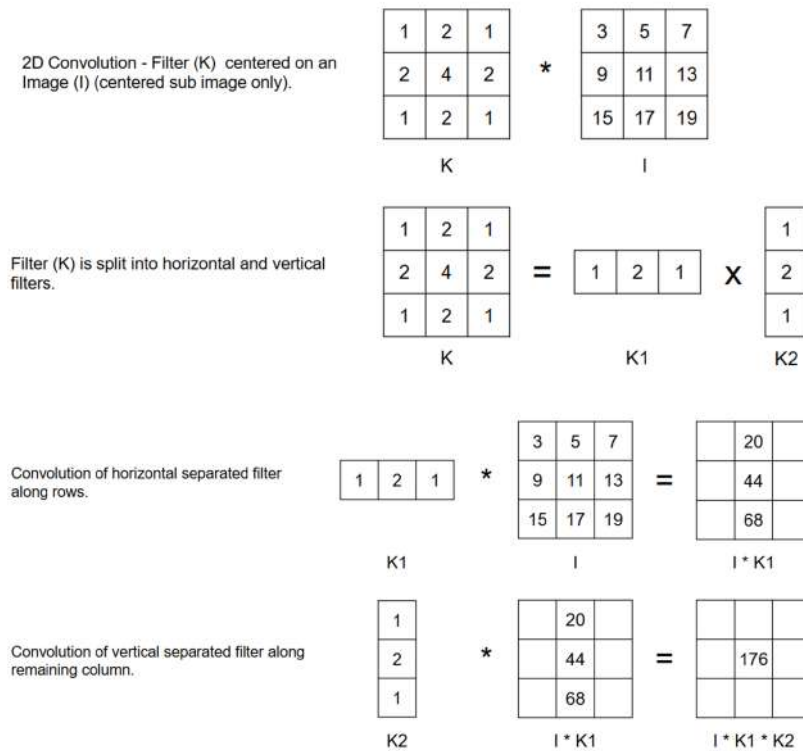 2D Convolution - Filter (K) centered on an
Image (I) (centered sub image only).
1 2 1
2 4 2
1 2 1
*
3 5 7
9 11 13
15 17 19
K
I
Filter (K) is split into horizontal and vertical
filters.
1 2 1
2 4 2
1 2 1
=
1 2 1
x
1
2
1
K
K1
K2
Convolution of horizontal separated filter
along rows.
1 2 1
*
3 5 7
9 11 13
15 17 19
=
20
44
68
K1
I
I * K1
Convolution of vertical separated filter along
remaining column.
1
2
1
*
20
44
68
=
176
K2
I * K1
I * K1 * K2